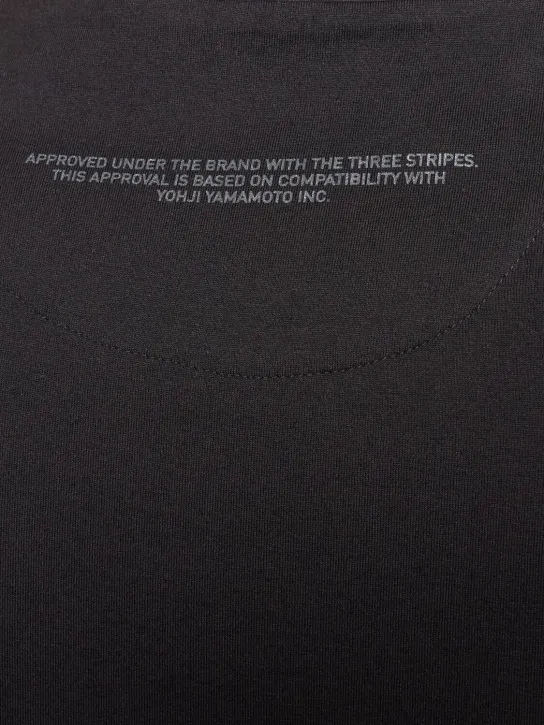 APPROVED UNDER THE BRAND WITH THE THREE STRIPES.
THIS APPROVAL IS BASED ON COMPATIBILITY WITH
YOHJI YAMAMOTO INC.